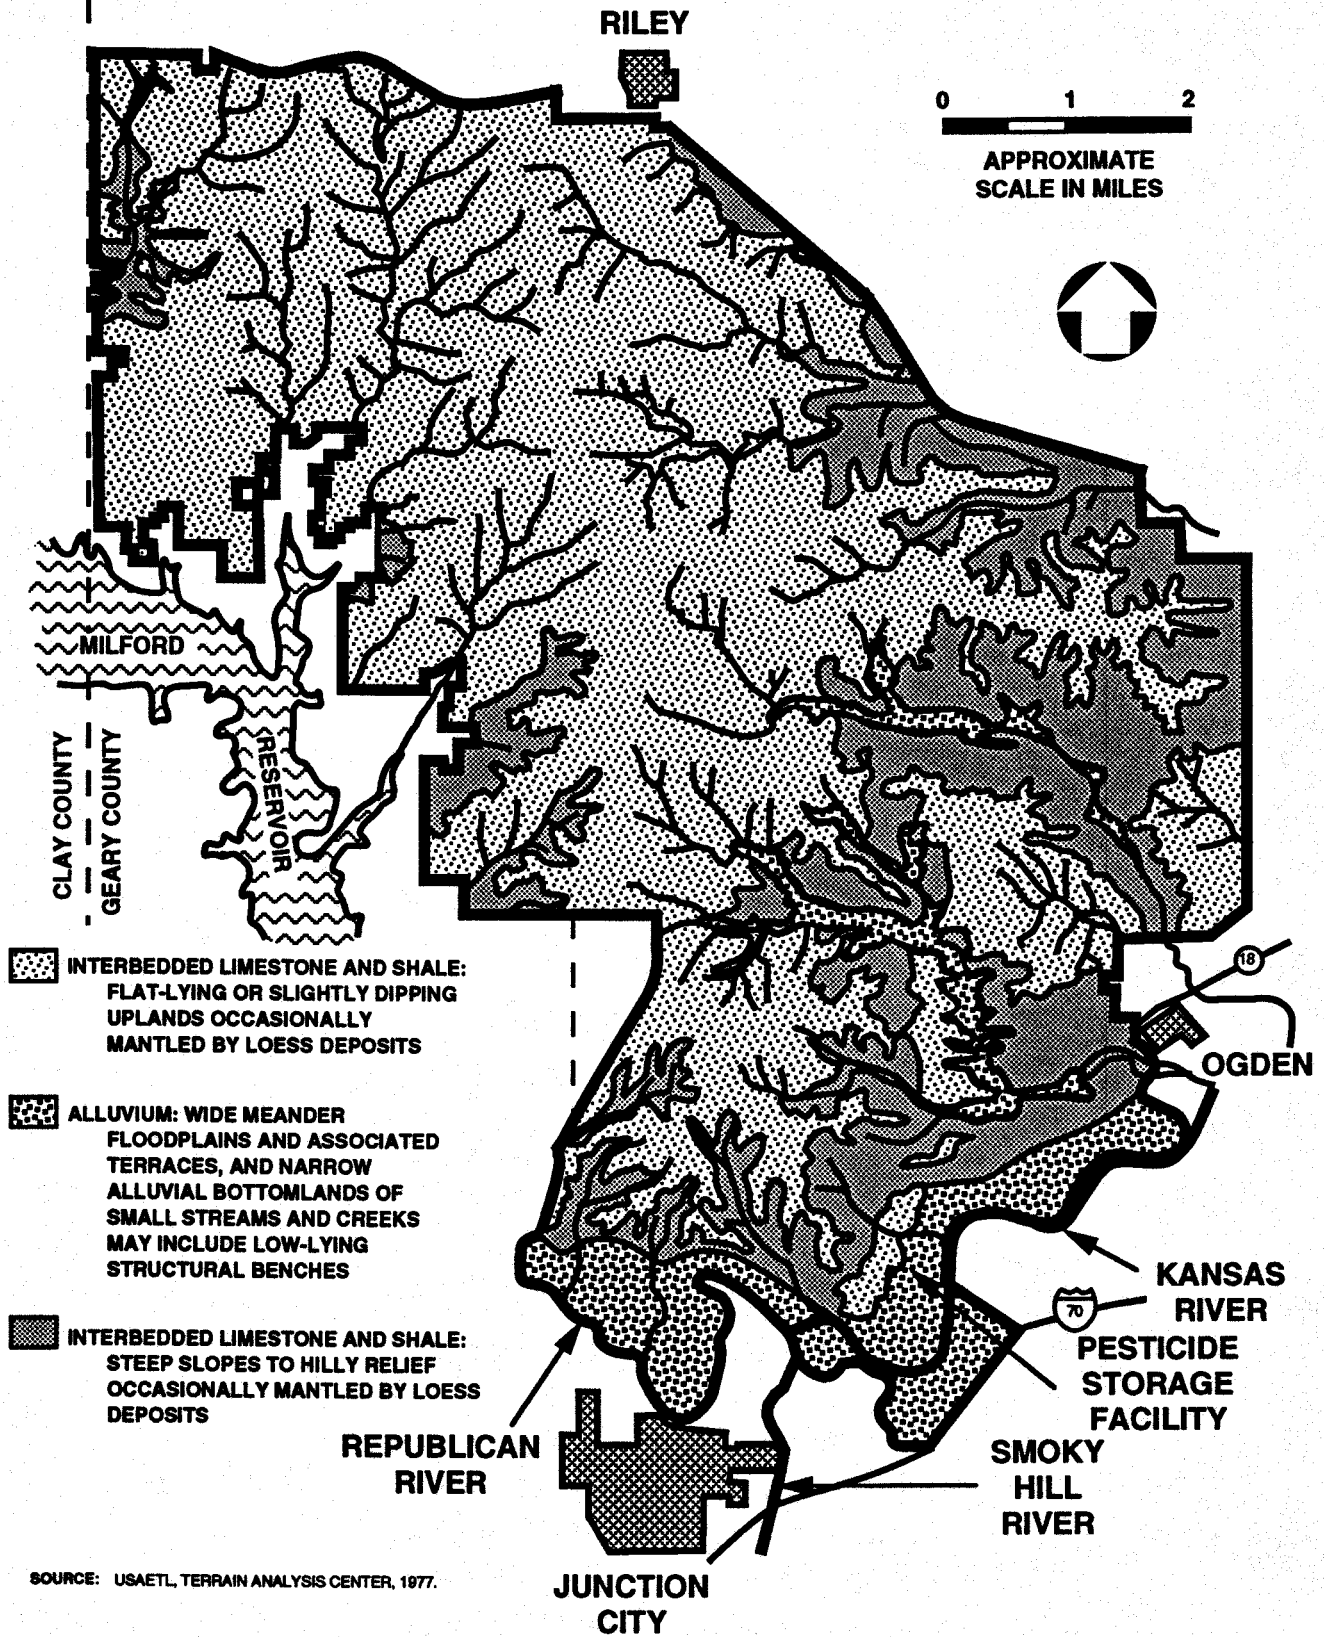 RILEY
0 1 2
APPROXIMATE
SCALE IN MILES
MILFORD
RESERVOIR
CLAY COUNTY
GEARY COUNTY
INTERBEDDED LIMESTONE AND SHALE:
FLAT-LYING OR SLIGHTLY DIPPING
UPLANDS OCCASIONALLY
MANTLED BY LOESS DEPOSITS
18
OGDEN
ALLUVIUM: WIDE MEANDER
FLOODPLAINS AND ASSOCIATED
TERRACES, AND NARROW
ALLUVIAL BOTTOMLANDS OF
SMALL STREAMS AND CREEKS
MAY INCLUDE LOW-LYING
STRUCTURAL BENCHES
KANSAS
RIVER
70
INTERBEDDED LIMESTONE AND SHALE:
STEEP SLOPES TO HILLY RELIEF
OCCASIONALLY MANTLED BY LOESS
DEPOSITS
PESTICIDE
STORAGE
FACILITY
REPUBLICAN
RIVER
SMOKY
HILL
RIVER
SOURCE: USAETL, TERRAIN ANALYSIS CENTER, 1977.
JUNCTION
CITY